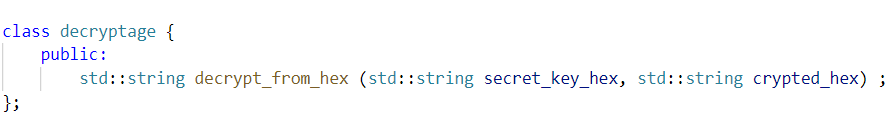 class decryptage {
    public:
        std::string decrypt_from_hex (std::string secret_key_hex, std::string crypted_hex) ;
};